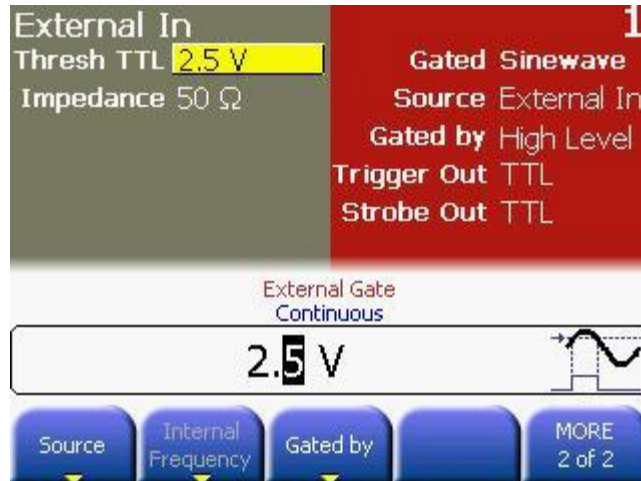 External In
Thresh TTL 2.5 V
Impedance 50 Ω
1
Gated Sinewave
Source External In
Gated by High Level
Trigger Out TTL
Strobe Out TTL
External Gate
Continuous
2.5 V
Source
Internal
Frequency
Gated by
MORE
2 of 2